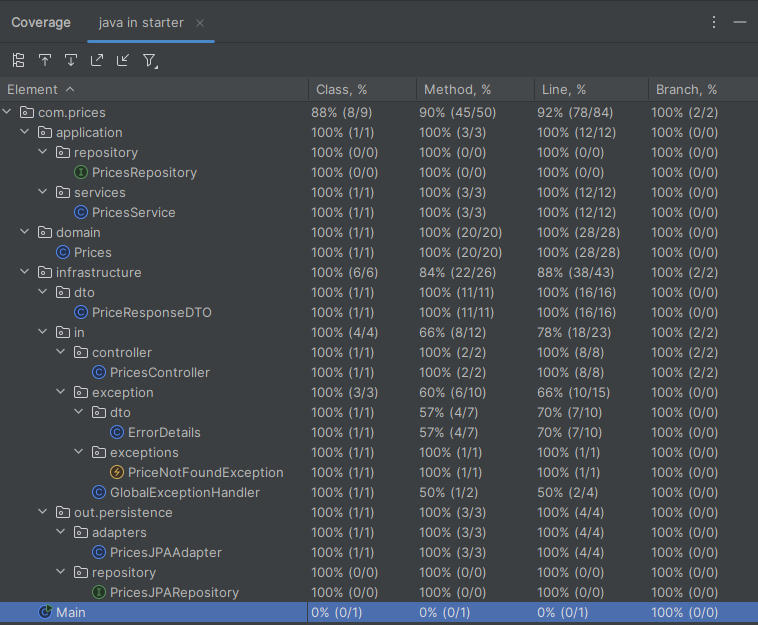 Coverage java in starter
Element Class, % Method, % Line, % Branch, %
com.prices 88% (8/9) 90% (45/50) 92% (78/84) 100% (2/2)
application 100% (1/1) 100% (3/3) 100% (12/12) 100% (0/0)
repository 100% (0/0) 100% (0/0) 100% (0/0) 100% (0/0)
PricesRepository 100% (0/0) 100% (0/0) 100% (0/0) 100% (0/0)
services 100% (1/1) 100% (3/3) 100% (12/12) 100% (0/0)
PricesService 100% (1/1) 100% (3/3) 100% (12/12) 100% (0/0)
domain 100% (1/1) 100% (20/20) 100% (28/28) 100% (0/0)
Prices 100% (1/1) 100% (20/20) 100% (28/28) 100% (0/0)
infrastructure 100% (6/6) 84% (22/26) 88% (38/43) 100% (2/2)
dto 100% (1/1) 100% (11/11) 100% (16/16) 100% (0/0)
PriceResponseDTO 100% (1/1) 100% (11/11) 100% (16/16) 100% (0/0)
in 100% (4/4) 66% (8/12) 78% (18/23) 100% (2/2)
controller 100% (1/1) 100% (2/2) 100% (8/8) 100% (2/2)
PricesController 100% (1/1) 100% (2/2) 100% (8/8) 100% (2/2)
exception 100% (3/3) 60% (6/10) 66% (10/15) 100% (0/0)
dto 100% (1/1) 57% (4/7) 70% (7/10) 100% (0/0)
ErrorDetails 100% (1/1) 57% (4/7) 70% (7/10) 100% (0/0)
exceptions 100% (1/1) 100% (1/1) 100% (1/1) 100% (0/0)
PriceNotFoundException 100% (1/1) 100% (1/1) 100% (1/1) 100% (0/0)
GlobalExceptionHandler 100% (1/1) 50% (1/2) 50% (2/4) 100% (0/0)
out.persistence 100% (1/1) 100% (3/3) 100% (4/4) 100% (0/0)
adapters 100% (1/1) 100% (3/3) 100% (4/4) 100% (0/0)
PricesJPAAdapter 100% (1/1) 100% (3/3) 100% (4/4) 100% (0/0)
repository 100% (0/0) 100% (0/0) 100% (0/0) 100% (0/0)
PricesJPARepository 100% (0/0) 100% (0/0) 100% (0/0) 100% (0/0)
Main 0% (0/1) 0% (0/1) 0% (0/1) 100% (0/0)